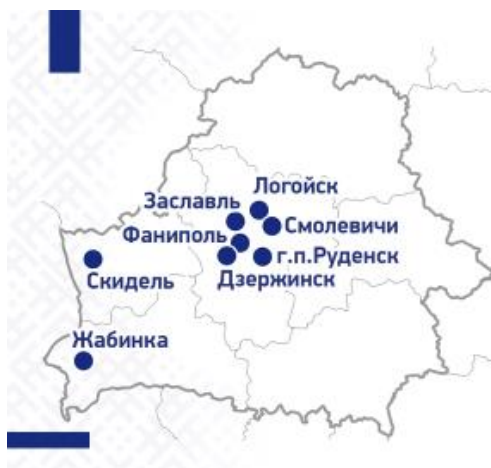 Логойск
Заславль
Смолевичи
Фаниполь
г.п.Руденск
Дзержинск
Скидель
Жабинка